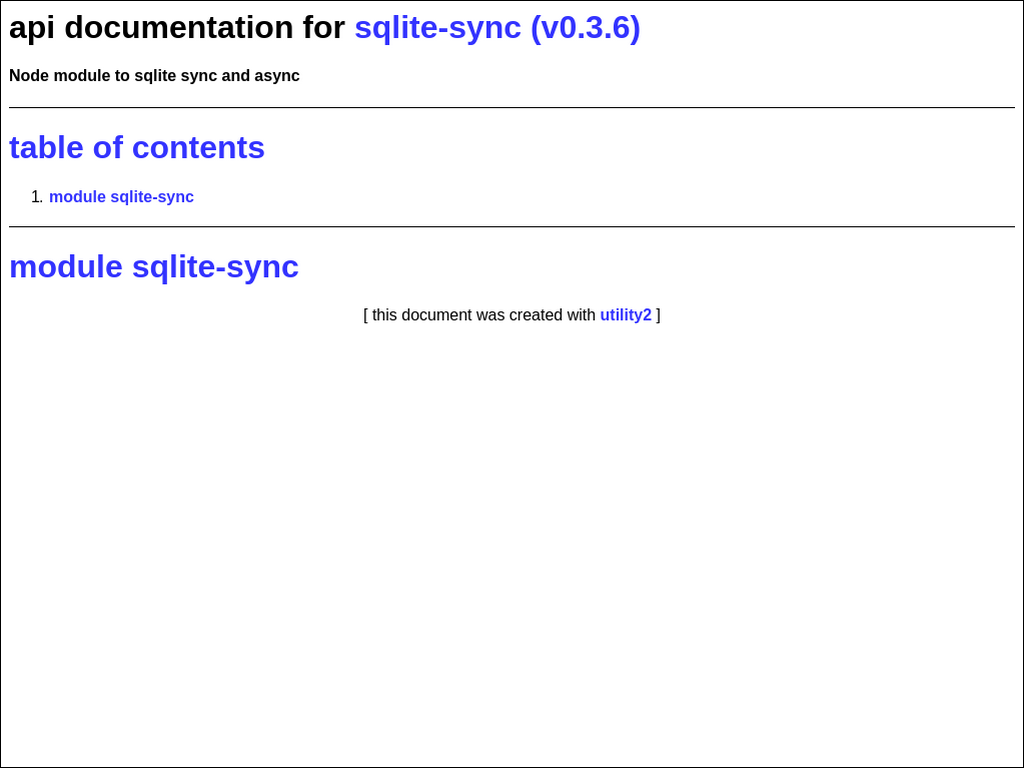 api documentation for sqlite-sync (v0.3.6)
Node module to sqlite sync and async
table of contents
1. module sqlite-sync
module sqlite-sync
[ this document was created with utility2 ]